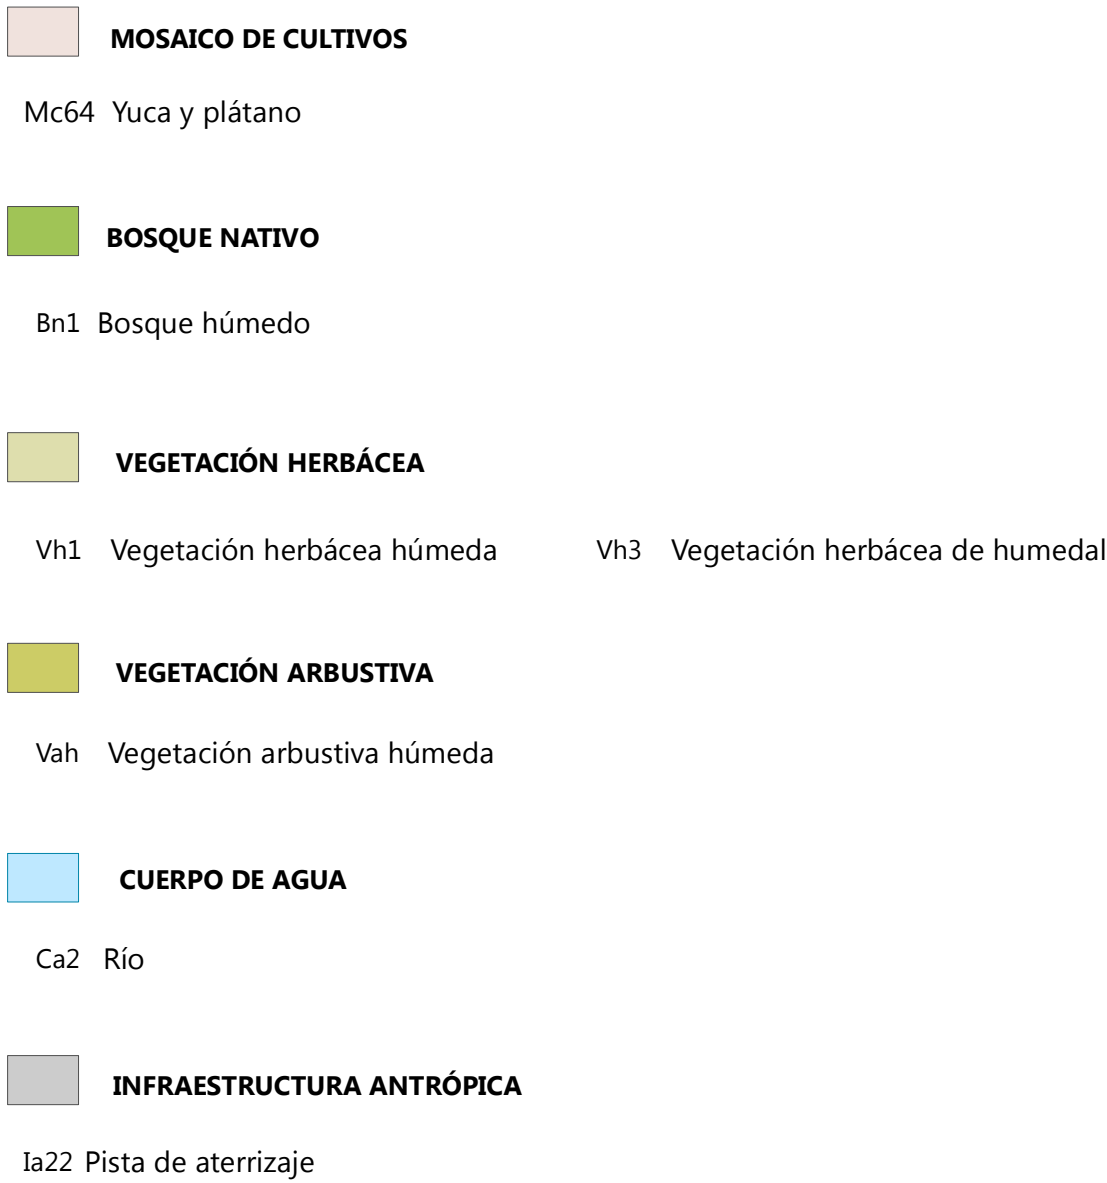 MOSAICO DE CULTIVOS
Mc64 Yuca y plátano
BOSQUE NATIVO
Bn1 Bosque húmedo
VEGETACIÓN HERBÁCEA
Vh1 Vegetación herbácea húmeda Vh3 Vegetación herbácea de humedal
VEGETACIÓN ARBUSTIVA
Vah Vegetación arbustiva húmeda
CUERPO DE AGUA
Ca2 Río
INFRAESTRUCTURA ANTRÓPICA
Ia22 Pista de aterrizaje